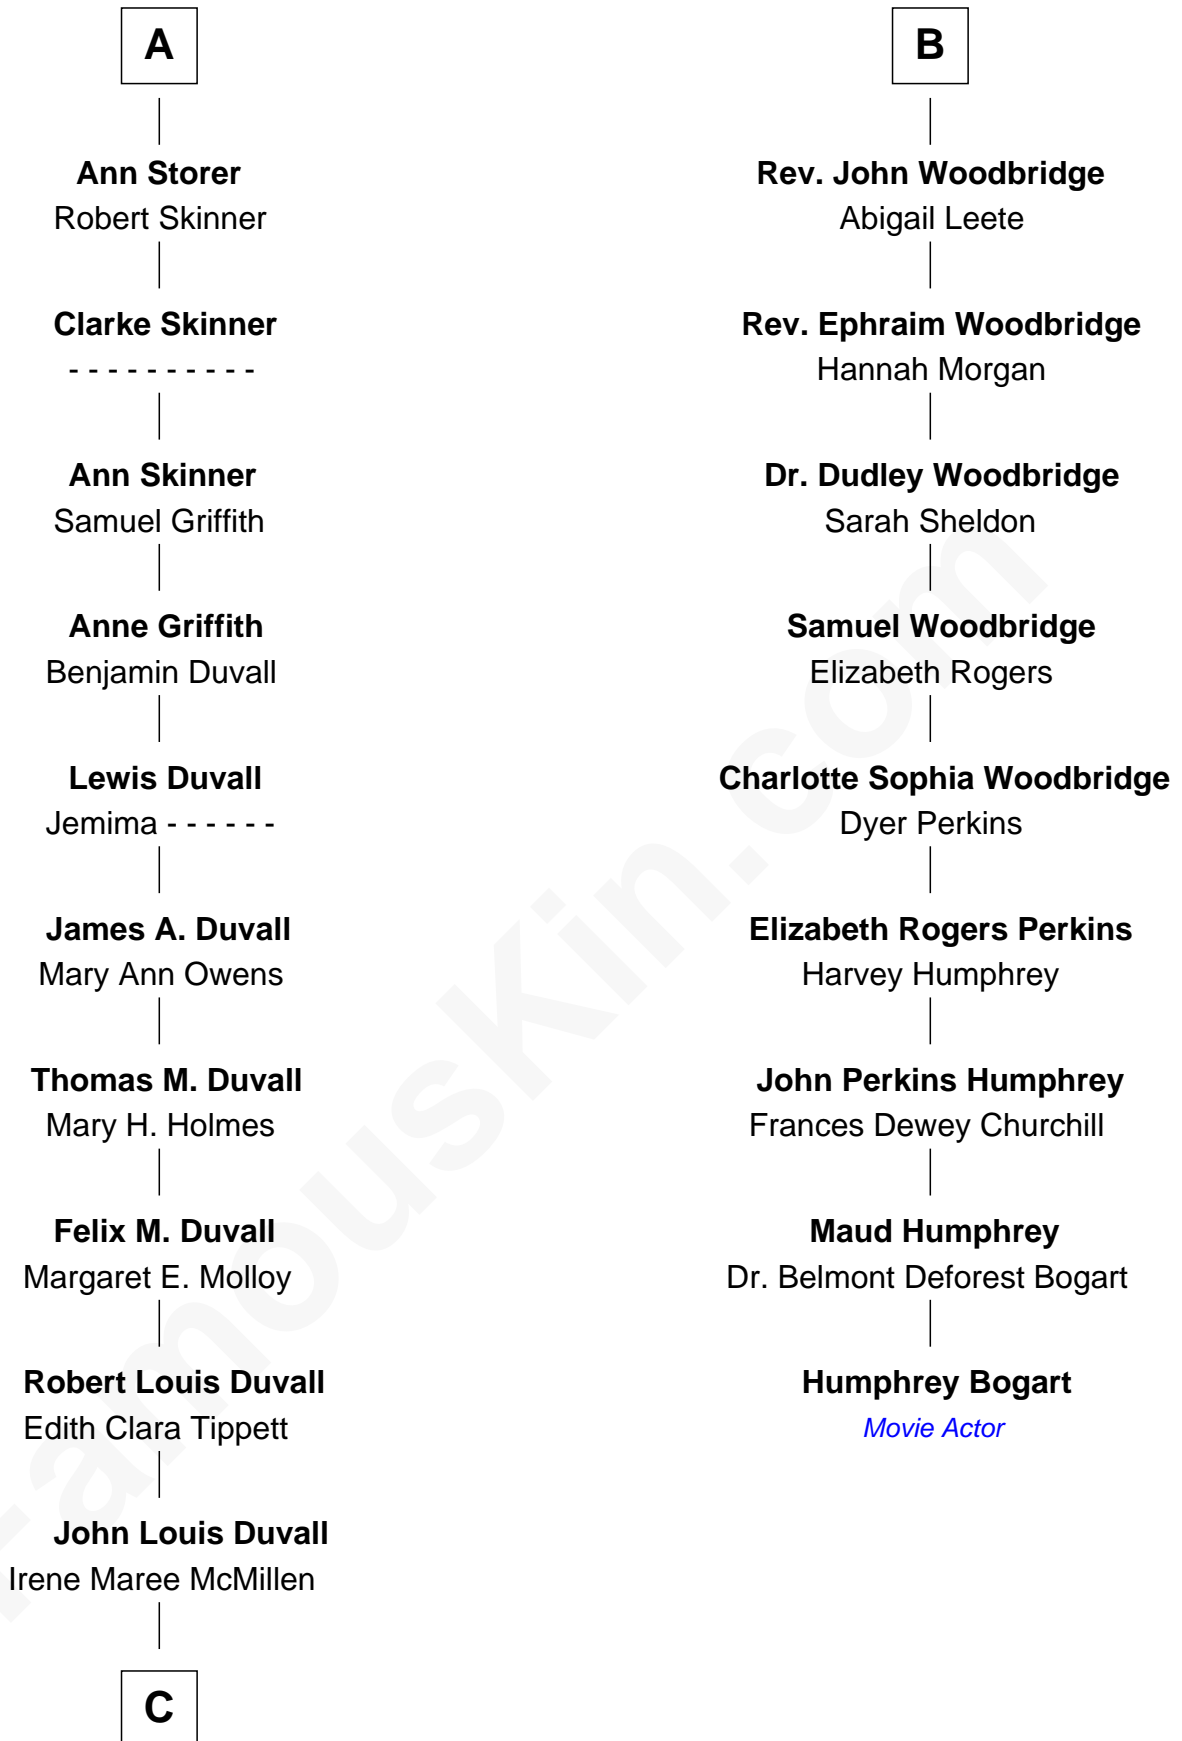 A
Ann Storer
Robert Skinner
Clarke Skinner
- - - - - - - - - -
Ann Skinner
Samuel Griffith
Anne Griffith
Benjamin Duvall
Lewis Duvall
Jemima - - - - - -
James A. Duvall
Mary Ann Owens
Thomas M. Duvall
Mary H. Holmes
Felix M. Duvall
Margaret E. Molloy
Robert Louis Duvall
Edith Clara Tippett
John Louis Duvall
Irene Maree McMillen
C
B
Rev. John Woodbridge
Abigail Leete
Rev. Ephraim Woodbridge
Hannah Morgan
Dr. Dudley Woodbridge
Sarah Sheldon
Samuel Woodbridge
Elizabeth Rogers
Charlotte Sophia Woodbridge
Dyer Perkins
Elizabeth Rogers Perkins
Harvey Humphrey
John Perkins Humphrey
Frances Dewey Churchill
Maud Humphrey
Dr. Belmont Deforest Bogart
Humphrey Bogart
Movie Actor
FamousKin.com